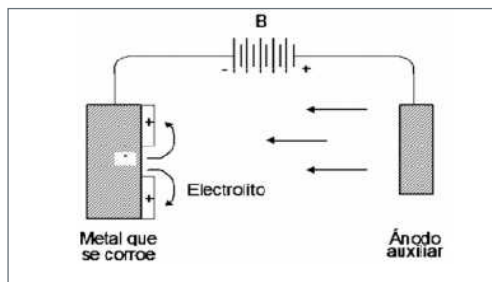 B
- +
+
-
+
Electrolito
Metal que
se corroe
Ánodo
auxiliar